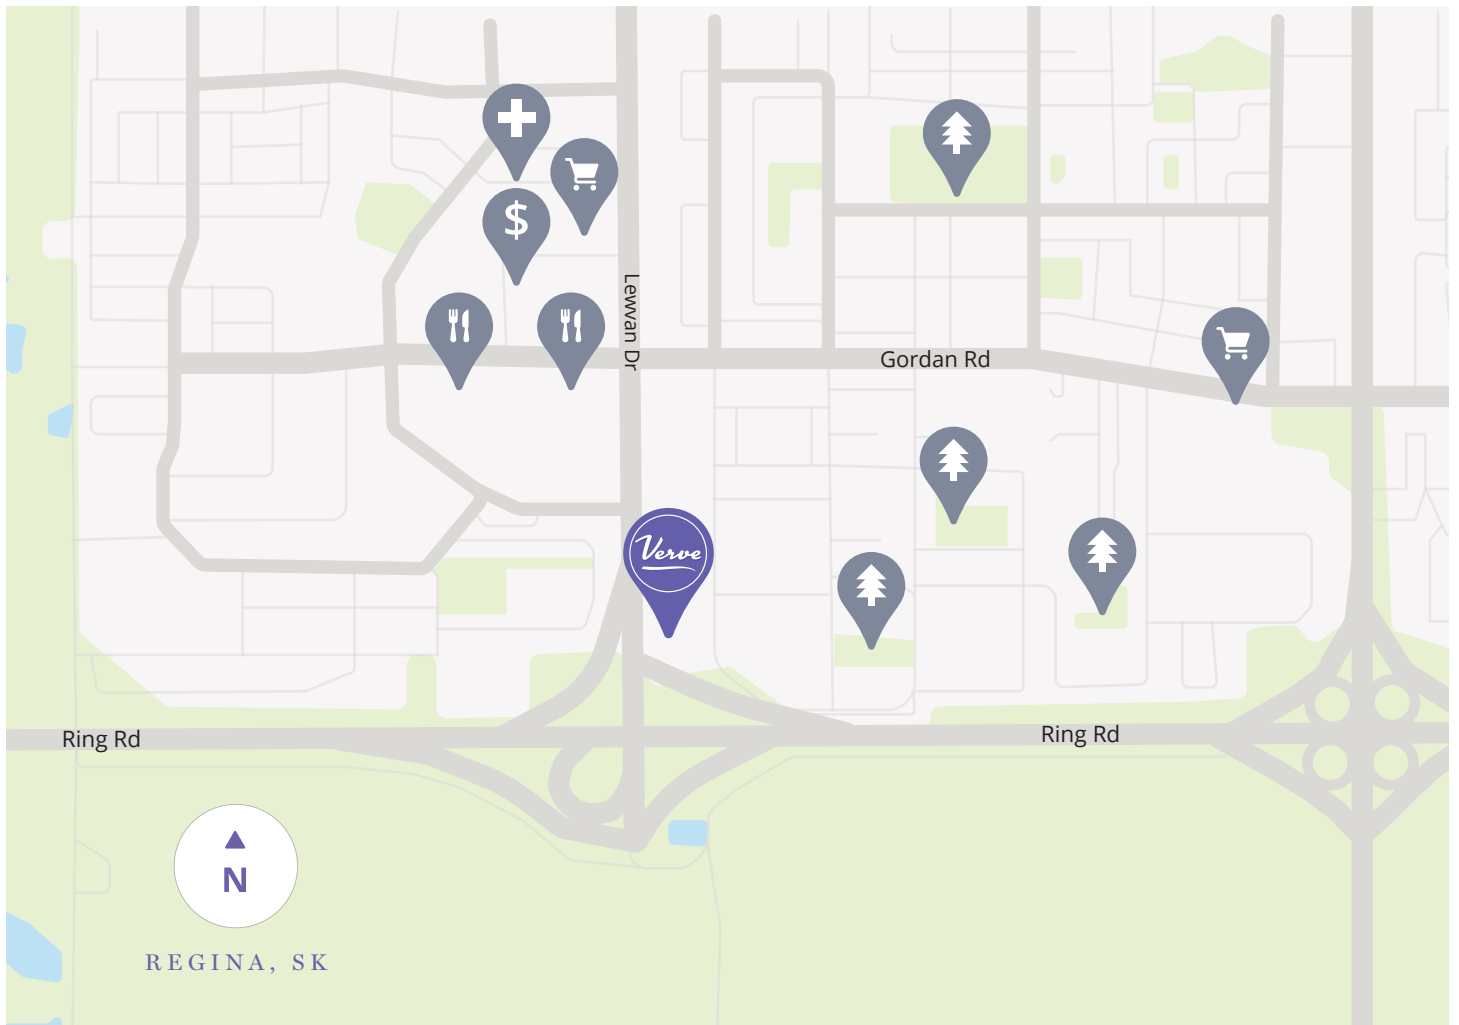 $
Lewvan Dr
Gordan Rd
Verve
Ring Rd
Ring Rd
N
REGINA, SK